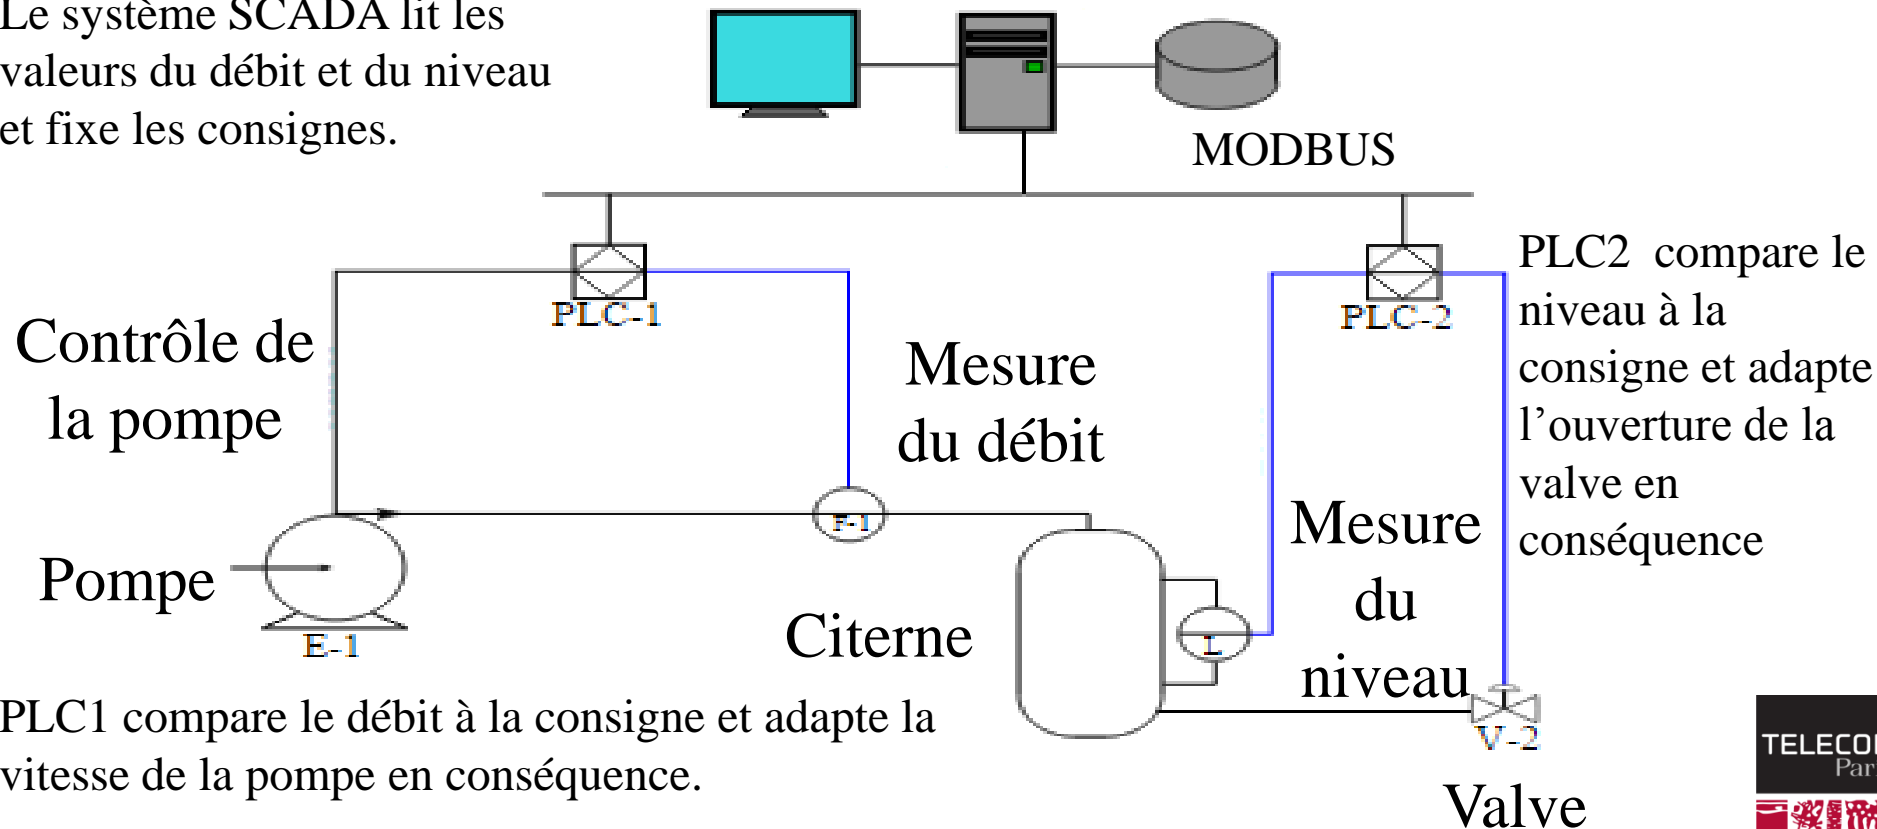 Le système SCADA lit les
valeurs du débit et du niveau
et fixe les consignes.
MODBUS
PLC-1
PLC-2
PLC2 compare le
niveau à la
consigne et adapte
l’ouverture de la
valve en
conséquence
Contrôle de
la pompe
Mesure
du débit
F-1
Pompe
E-1
Citerne
L
Mesure
du
niveau
V-2
Valve
PLC1 compare le débit à la consigne et adapte la
vitesse de la pompe en conséquence.
TELECOM
Par